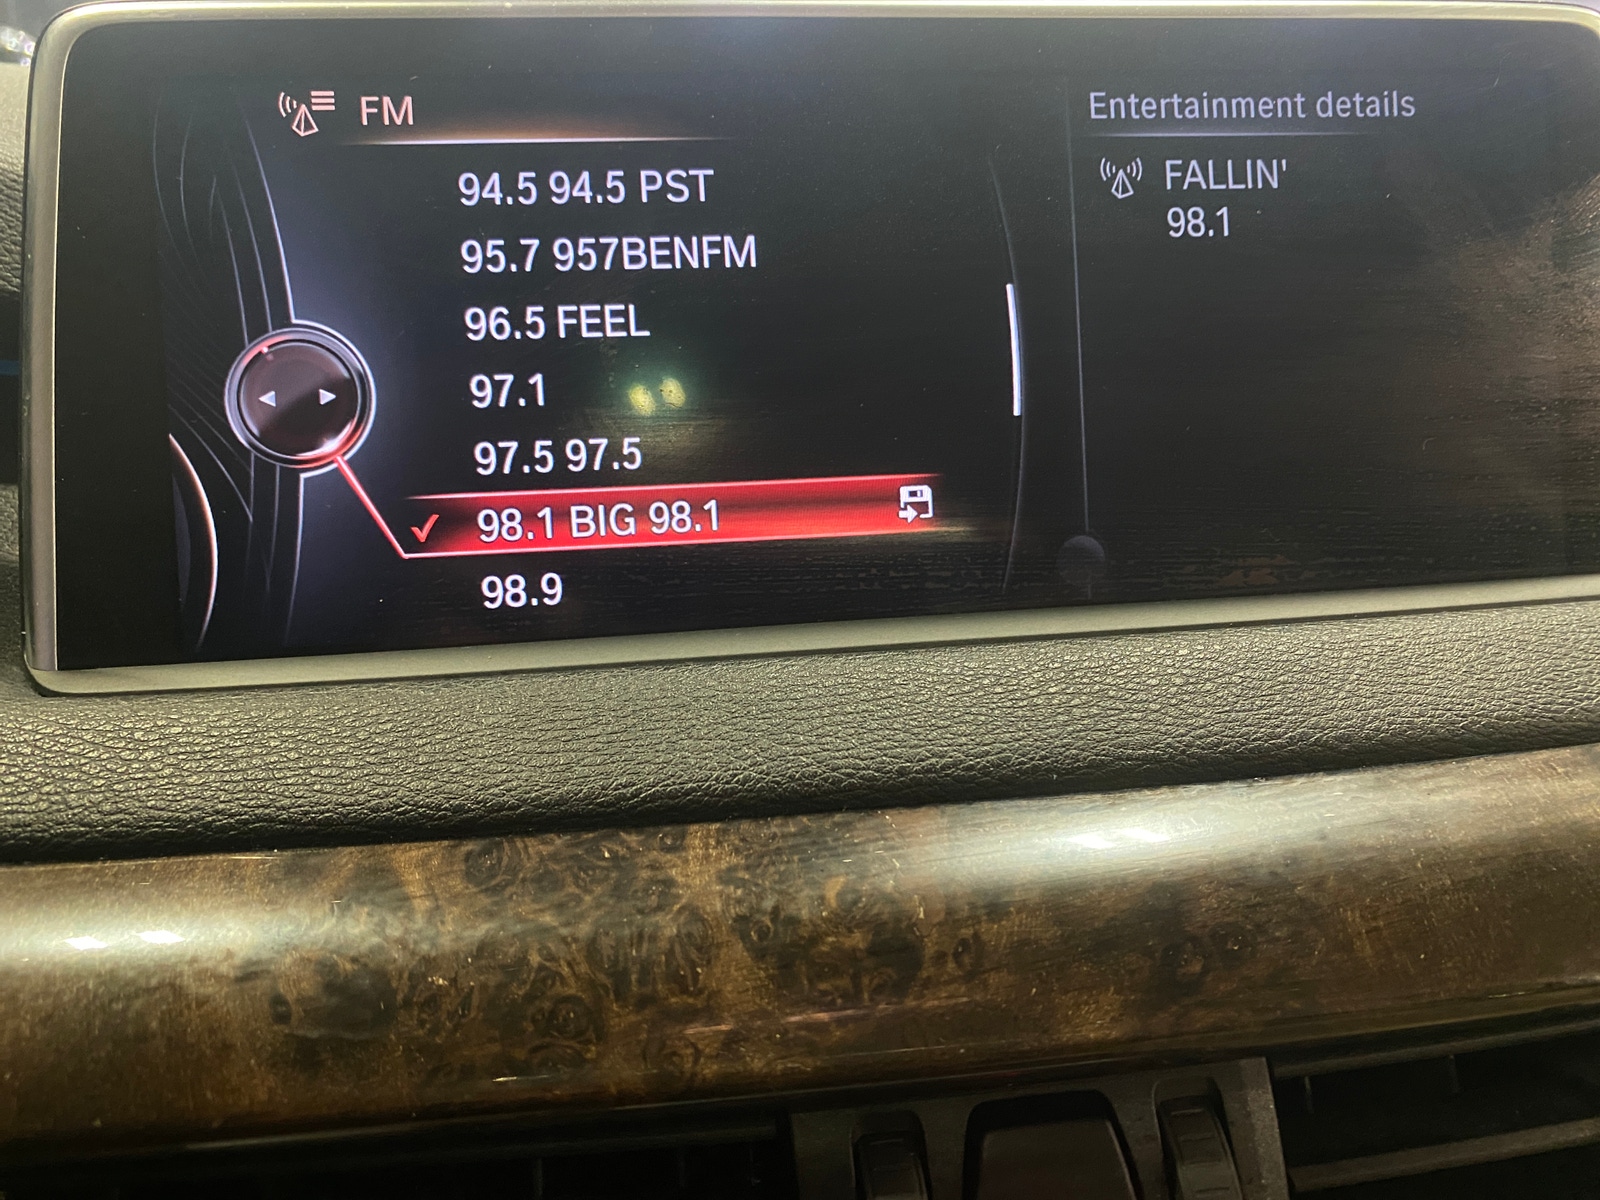 FM
94.5 94.5 PST
95.7 957BENFM
96.5 FEEL
97.1
97.5 97.5
98.1 BIG 98.1
98.9
Entertainment details
FALLIN'
98.1